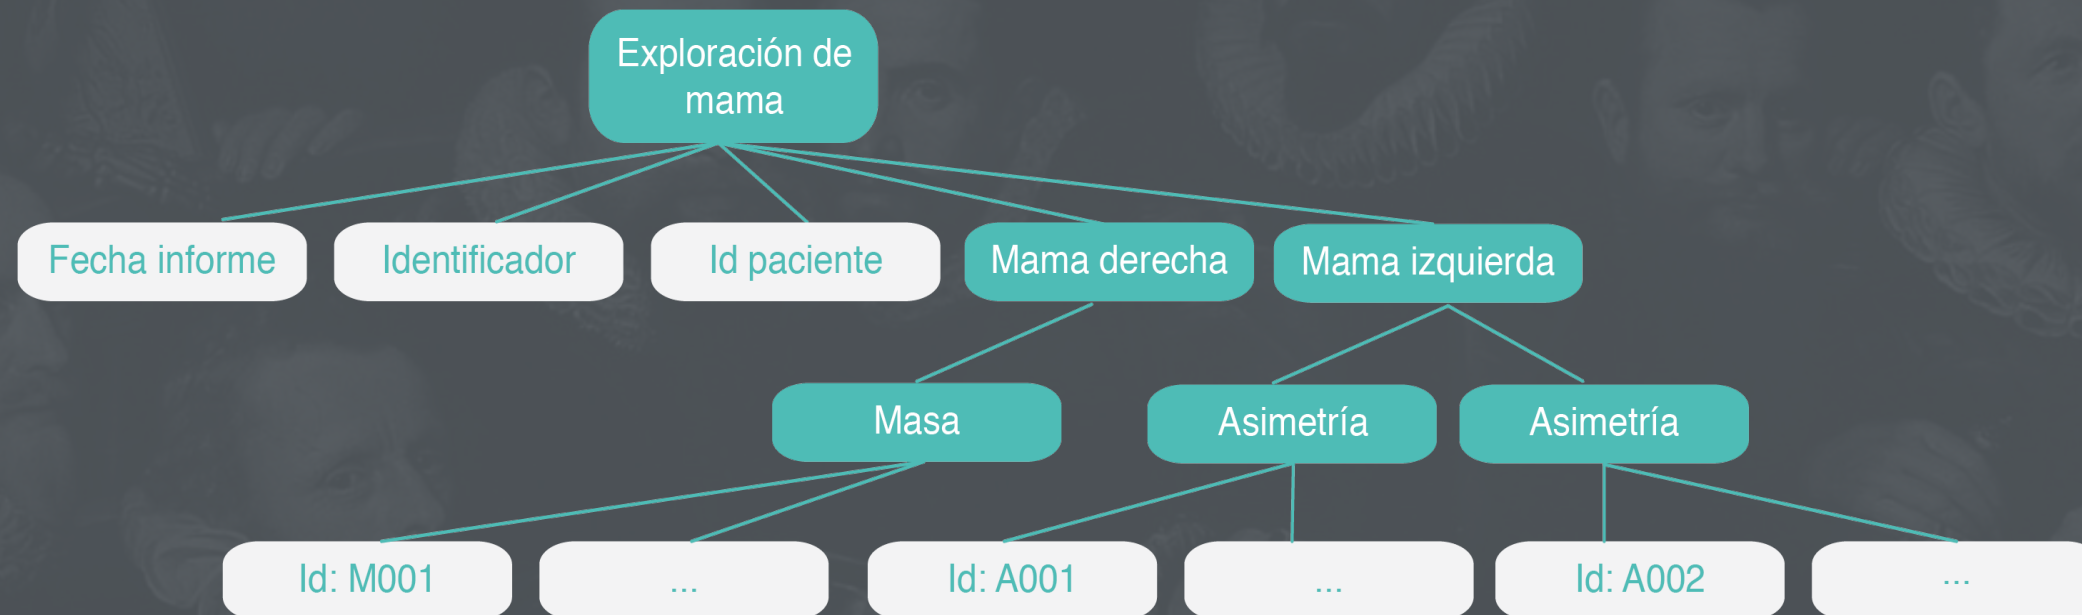 Exploración de
mama
Fecha informe
Identificador
Id paciente
Mama derecha
Mama izquierda
Masa
Asimetría
Asimetría
Id: M001
...
Id: A001
...
Id: A002
...